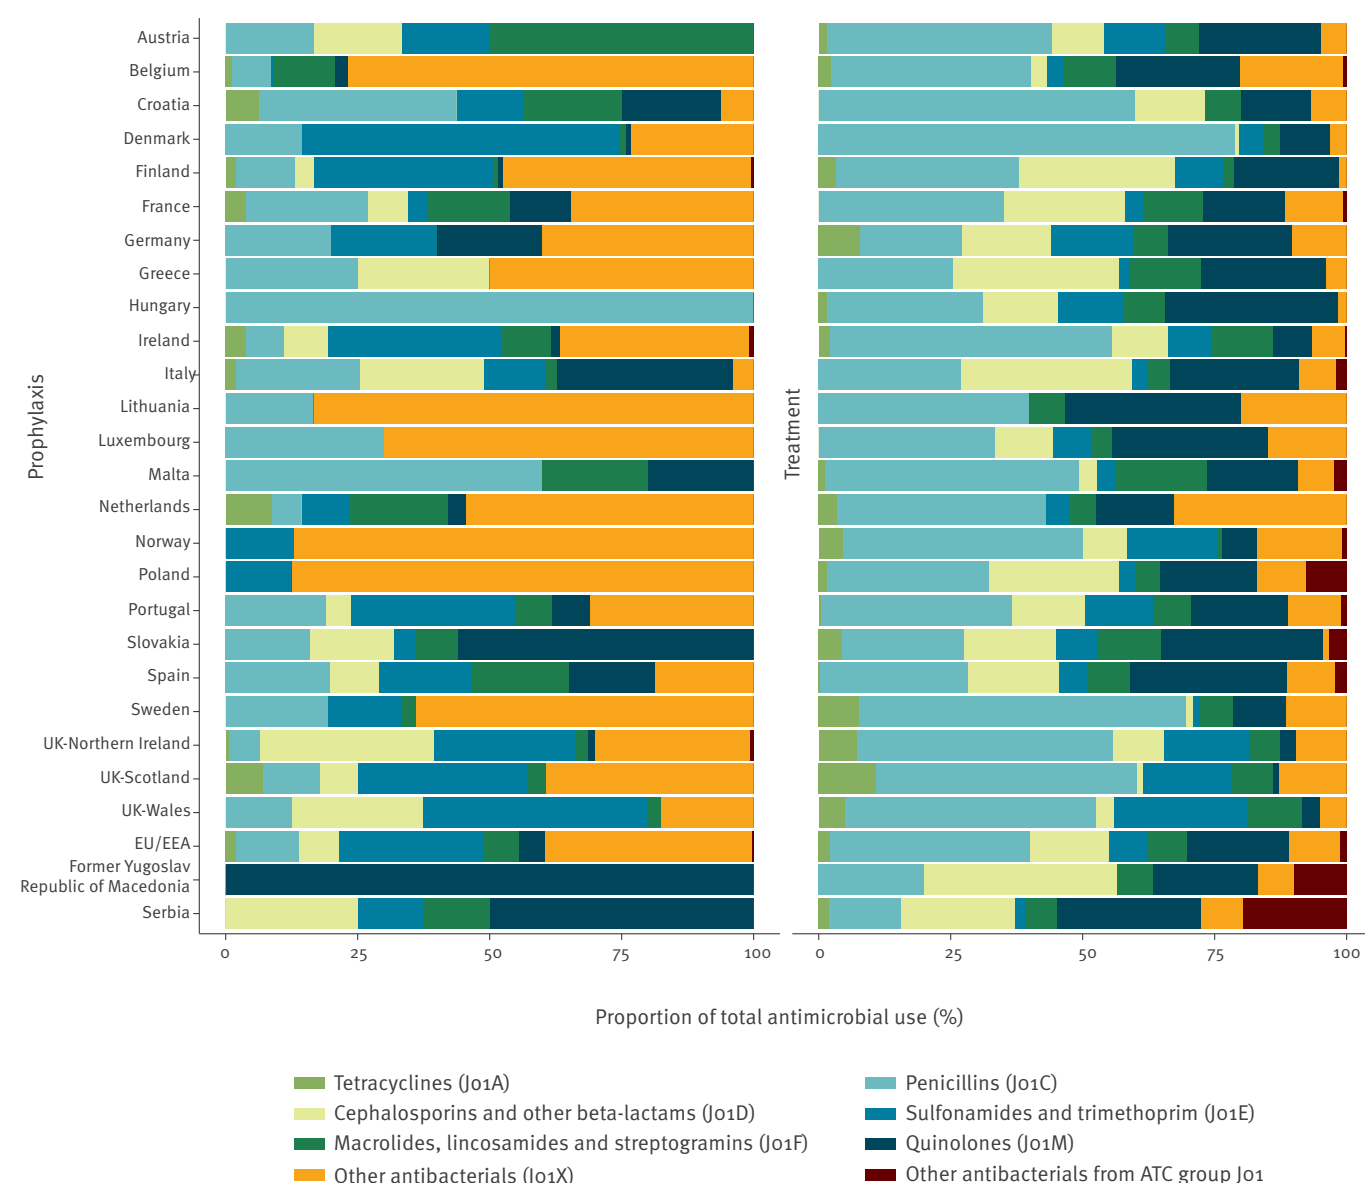 Prophylaxis
Austria
Belgium
Croatia
Denmark
Finland
France
Germany
Greece
Hungary
Ireland
Italy
Lithuania
Luxembourg
Malta
Netherlands
Norway
Poland
Portugal
Slovakia
Spain
Sweden
UK-Northern Ireland
UK-Scotland
UK-Wales
EU/EEA
Former Yugoslav
Republic of Macedonia
Serbia
0 25 50 75 100
Treatment
0 25 50 75 100
Proportion of total antimicrobial use (%)
Tetracyclines (J01A)
Cephalosporins and other beta-lactams (J01D)
Macrolides, lincosamides and streptogramins (J01F)
Other antibacterials (J01X)
Penicillins (J01C)
Sulfonamides and trimethoprim (J01E)
Quinolones (J01M)
Other antibacterials from ATC group J01